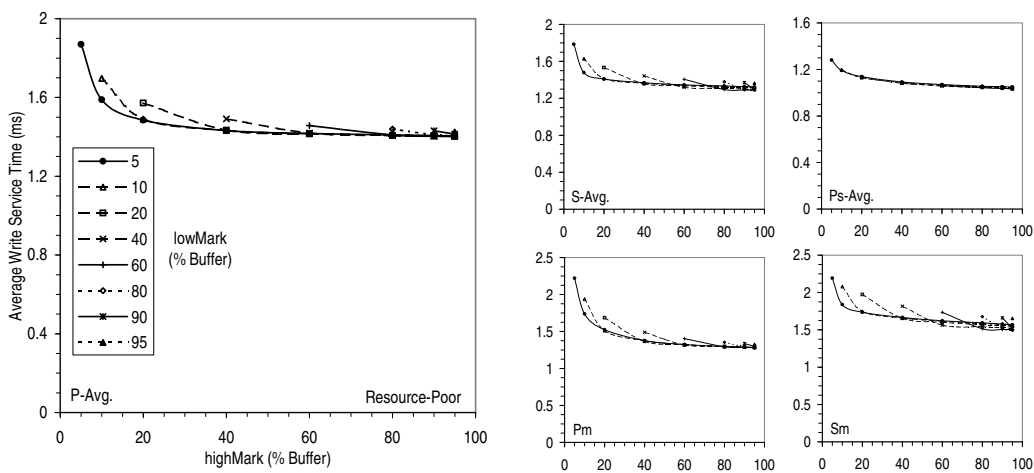 2
1.6
1.2
0.8
0.4
0
Average Write Service Time (ms)
5
10
20
40
60
80
90
95
lowMark
(% Buffer)
P-Avg.
Resource-Poor
0 20 40 60 80 100
highMark (% Buffer)
2
1.6
1.2
0.8
0.4
0
S-Avg.
0 20 40 60 80 100
1.6
1.2
0.8
0.4
0
Ps-Avg.
0 20 40 60 80 100
2.5
2
1.5
1
0.5
0
Pm
0 20 40 60 80 100
2.5
2
1.5
1
0.5
0
Sm
0 20 40 60 80 100